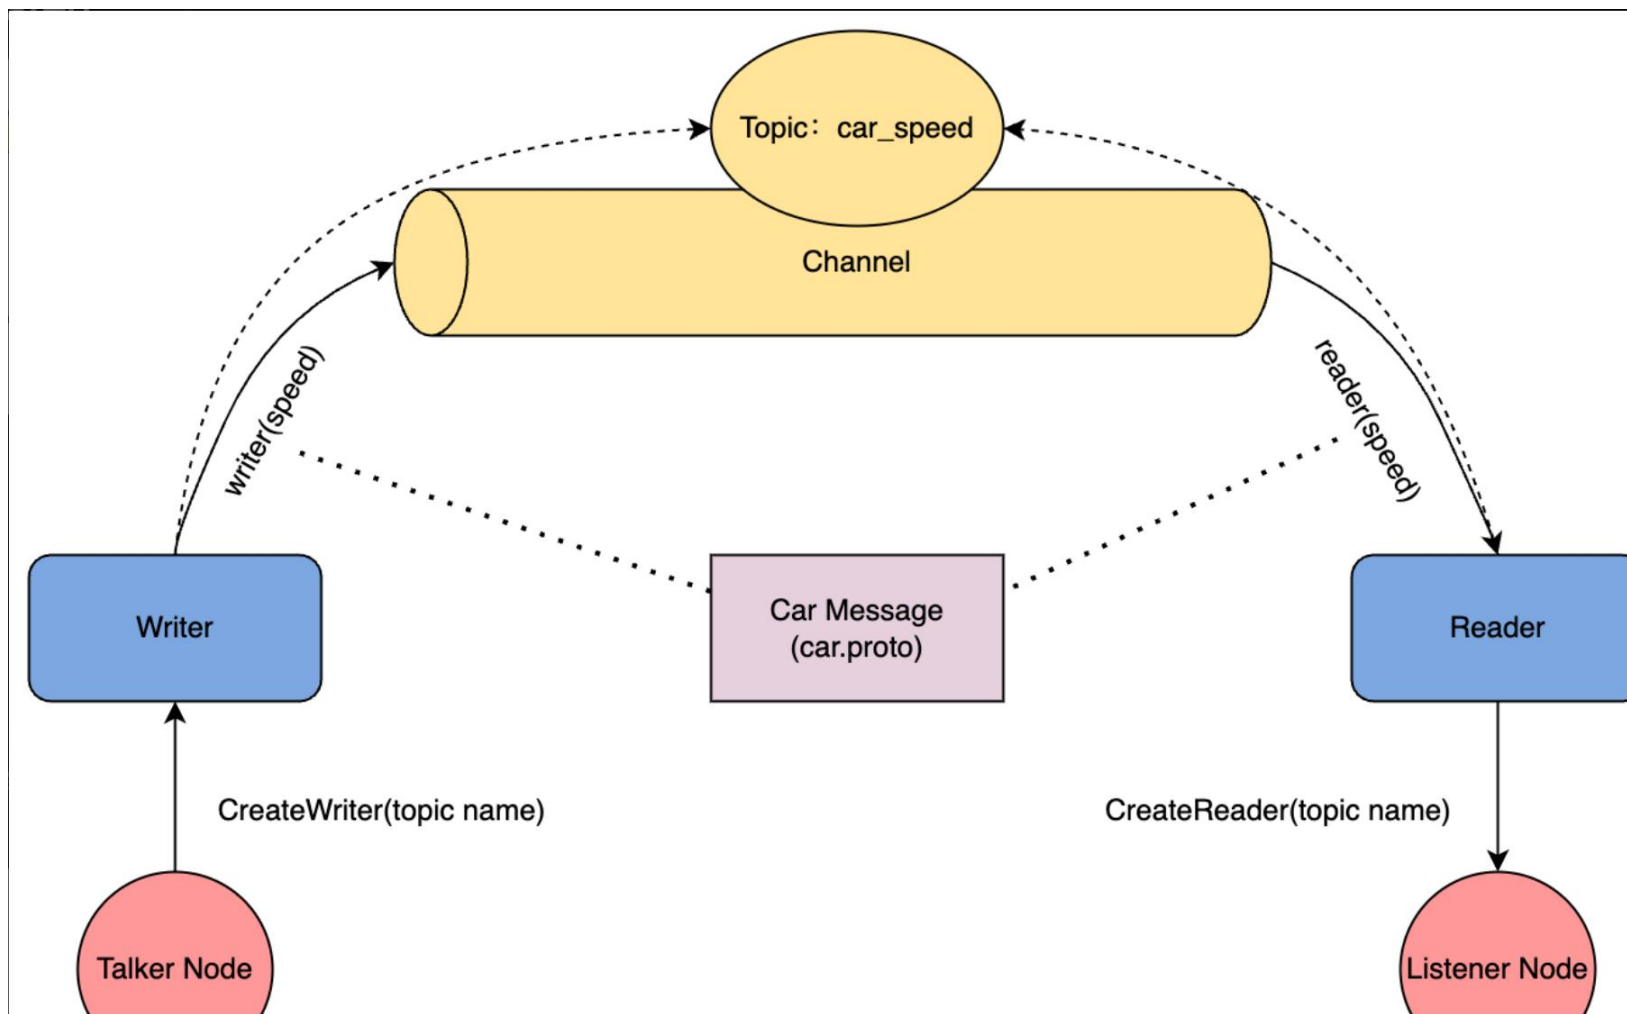 Topic：car_speed
Channel
writer(speed)
reader(speed)
Writer
Car Message
(car.proto)
Reader
CreateWriter(topic name)
CreateReader(topic name)
Talker Node
Listener Node